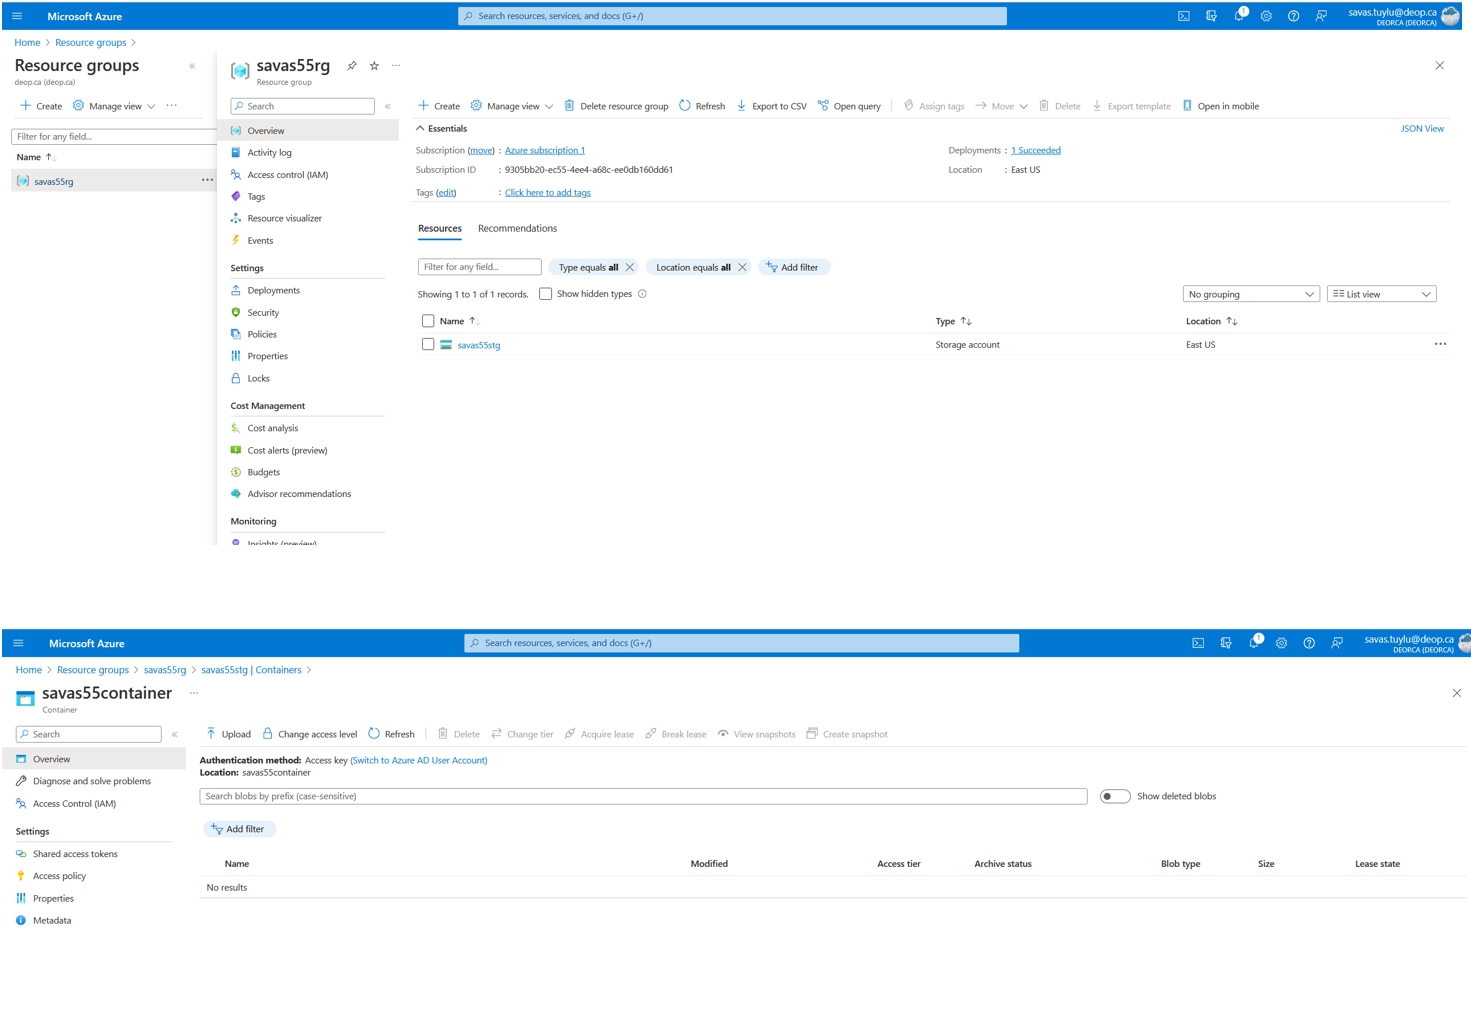 Microsoft Azure
Search resources, services, and docs (G+/)
1
savas.tuylu@deop.ca
DEOP.CA (DEOP.CA)
Home > Resource groups >
Resource groups
deop.ca (deop.ca)
Create Manage view ...
Filter for any field...
Name
savas55rg
savas55rg
Resource group
Search
Overview
Activity log
Access control (IAM)
Tags
Resource visualizer
Events
Settings
Deployments
Security
Policies
Properties
Locks
Cost Management
Cost analysis
Cost alerts (preview)
Budgets
Advisor recommendations
Monitoring
Insights (preview)
Create Manage view Delete resource group Refresh Export to CSV Open query Assign tags Move Delete Export template Open in mobile
Essentials JSON View
Subscription (move) : Azure subscription 1 Deployments : 1 Succeeded
Subscription ID : 9305bb20-ec55-4ee4-a68c-ee0db160dd61 Location : East US
Tags (edit) : Click here to add tags
Resources Recommendations
Filter for any field... Type equals all Location equals all Add filter
Showing 1 to 1 of 1 records. Show hidden types No grouping List view
Name Type Location
savas55stg Storage account East US
Microsoft Azure
Search resources, services, and docs (G+/)
1
savas.tuylu@deop.ca
DEOP.CA (DEOP.CA)
Home > Resource groups > savas55rg > savas55stg | Containers >
savas55container
Container
Search
Overview
Diagnose and solve problems
Access Control (IAM)
Settings
Shared access tokens
Access policy
Properties
Metadata
Upload Change access level Refresh Delete Change tier Acquire lease Break lease View snapshots Create snapshot
Authentication method: Access key (Switch to Azure AD User Account)
Location: savas55container
Search blobs by prefix (case-sensitive) Show deleted blobs
Add filter
Name Modified Access tier Archive status Blob type Size Lease state
No results